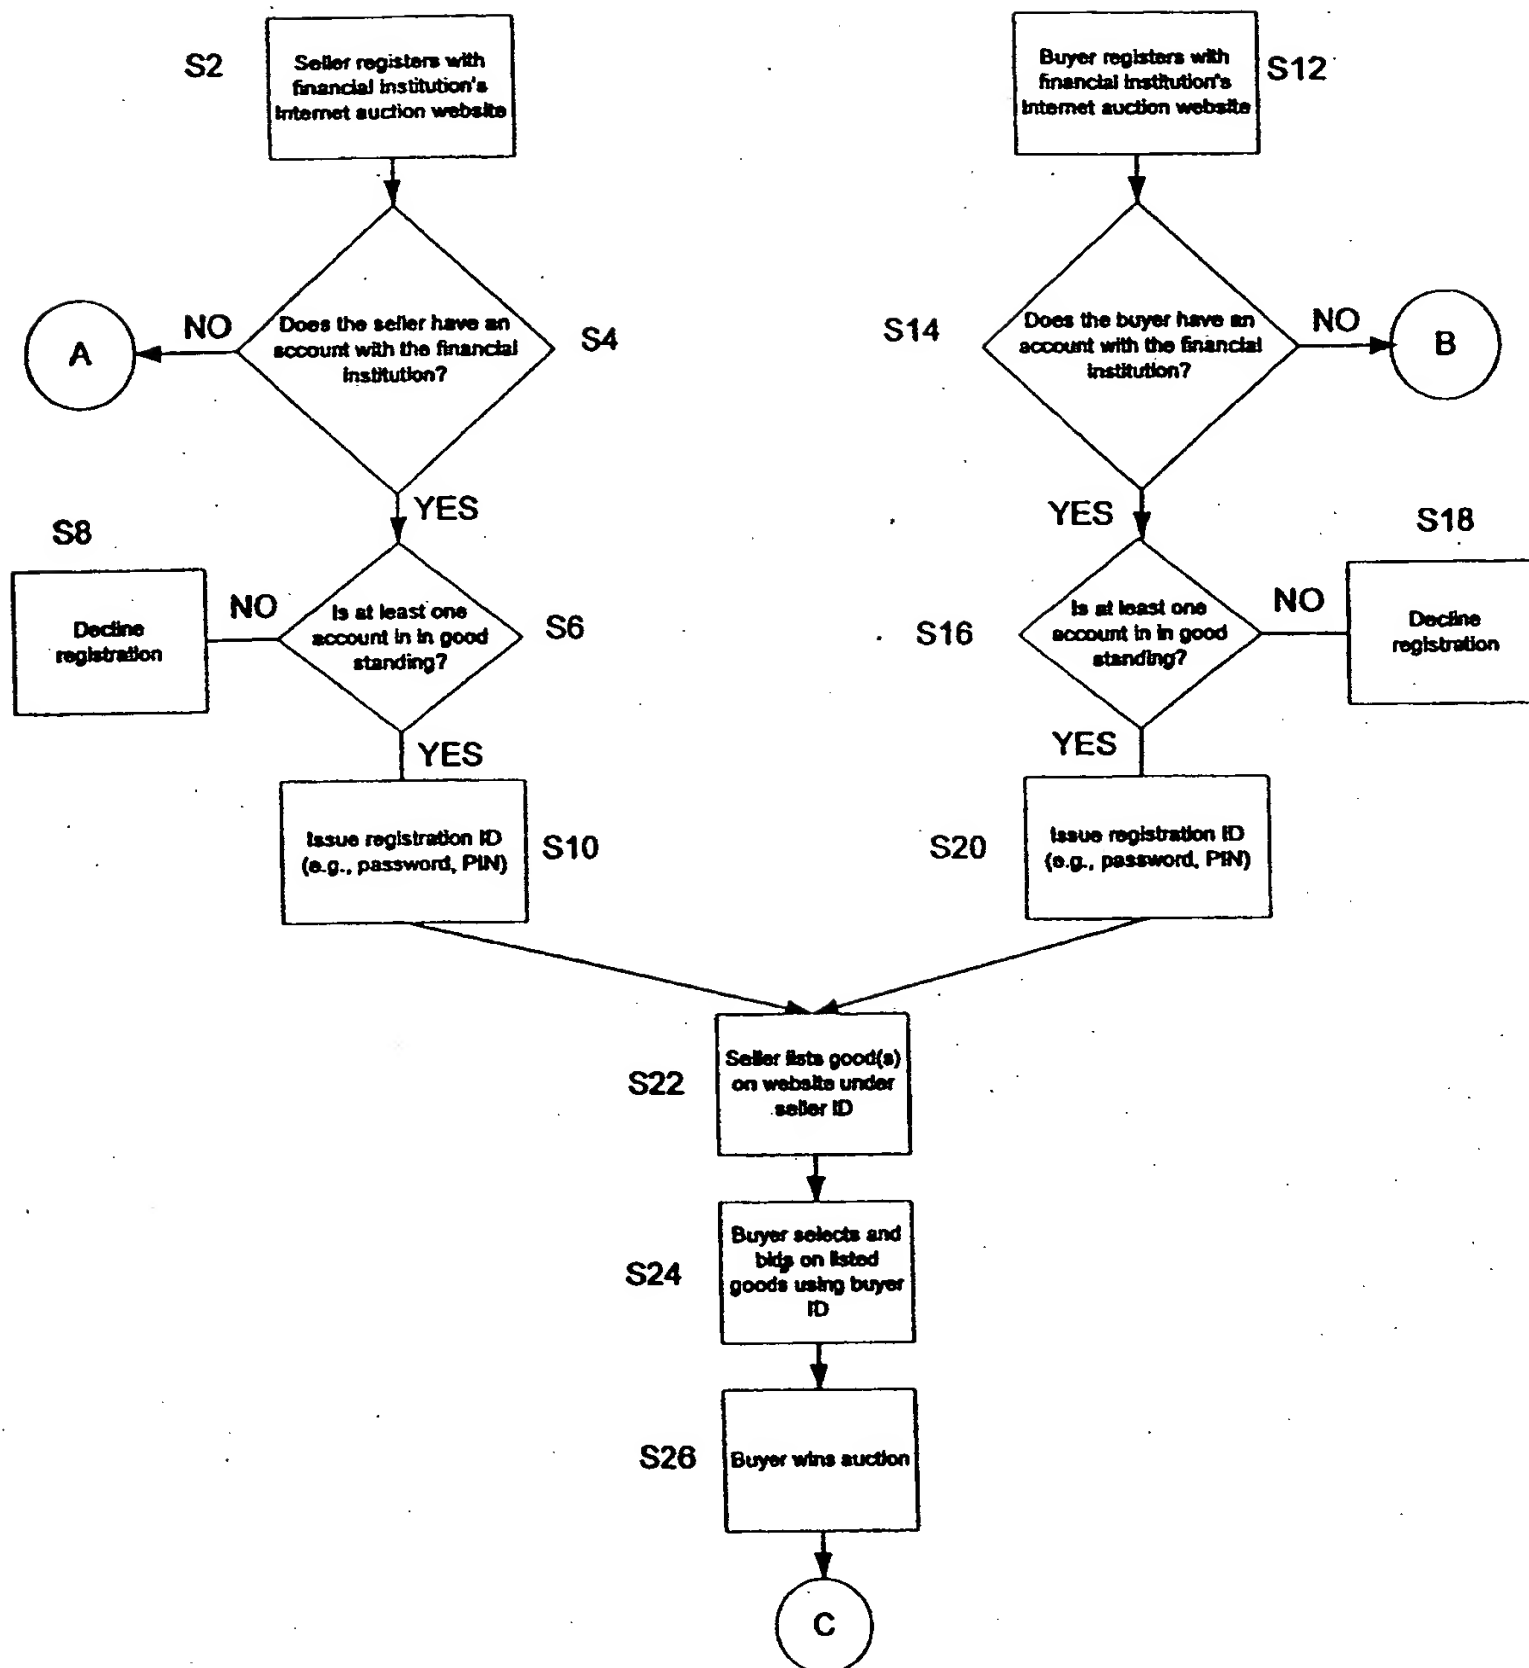 S2
Seller registers with
financial institution's
Internet auction website
Buyer registers with
financial institution's
Internet auction website
S12
A
NO
Does the seller have an
account with the financial
institution?
S4
S14
Does the buyer have an
account with the financial
institution?
NO
B
YES
YES
S8
Decline
registration
NO
Is at least one
account in in good
standing?
S6
S16
Is at least one
account in in good
standing?
NO
S18
Decline
registration
YES
YES
Issue registration ID
(e.g., password, PIN)
S10
S20
Issue registration ID
(e.g., password, PIN)
S22
Seller lists good(s)
on website under
seller ID
S24
Buyer selects and
bids on listed
goods using buyer
ID
S26
Buyer wins auction
C